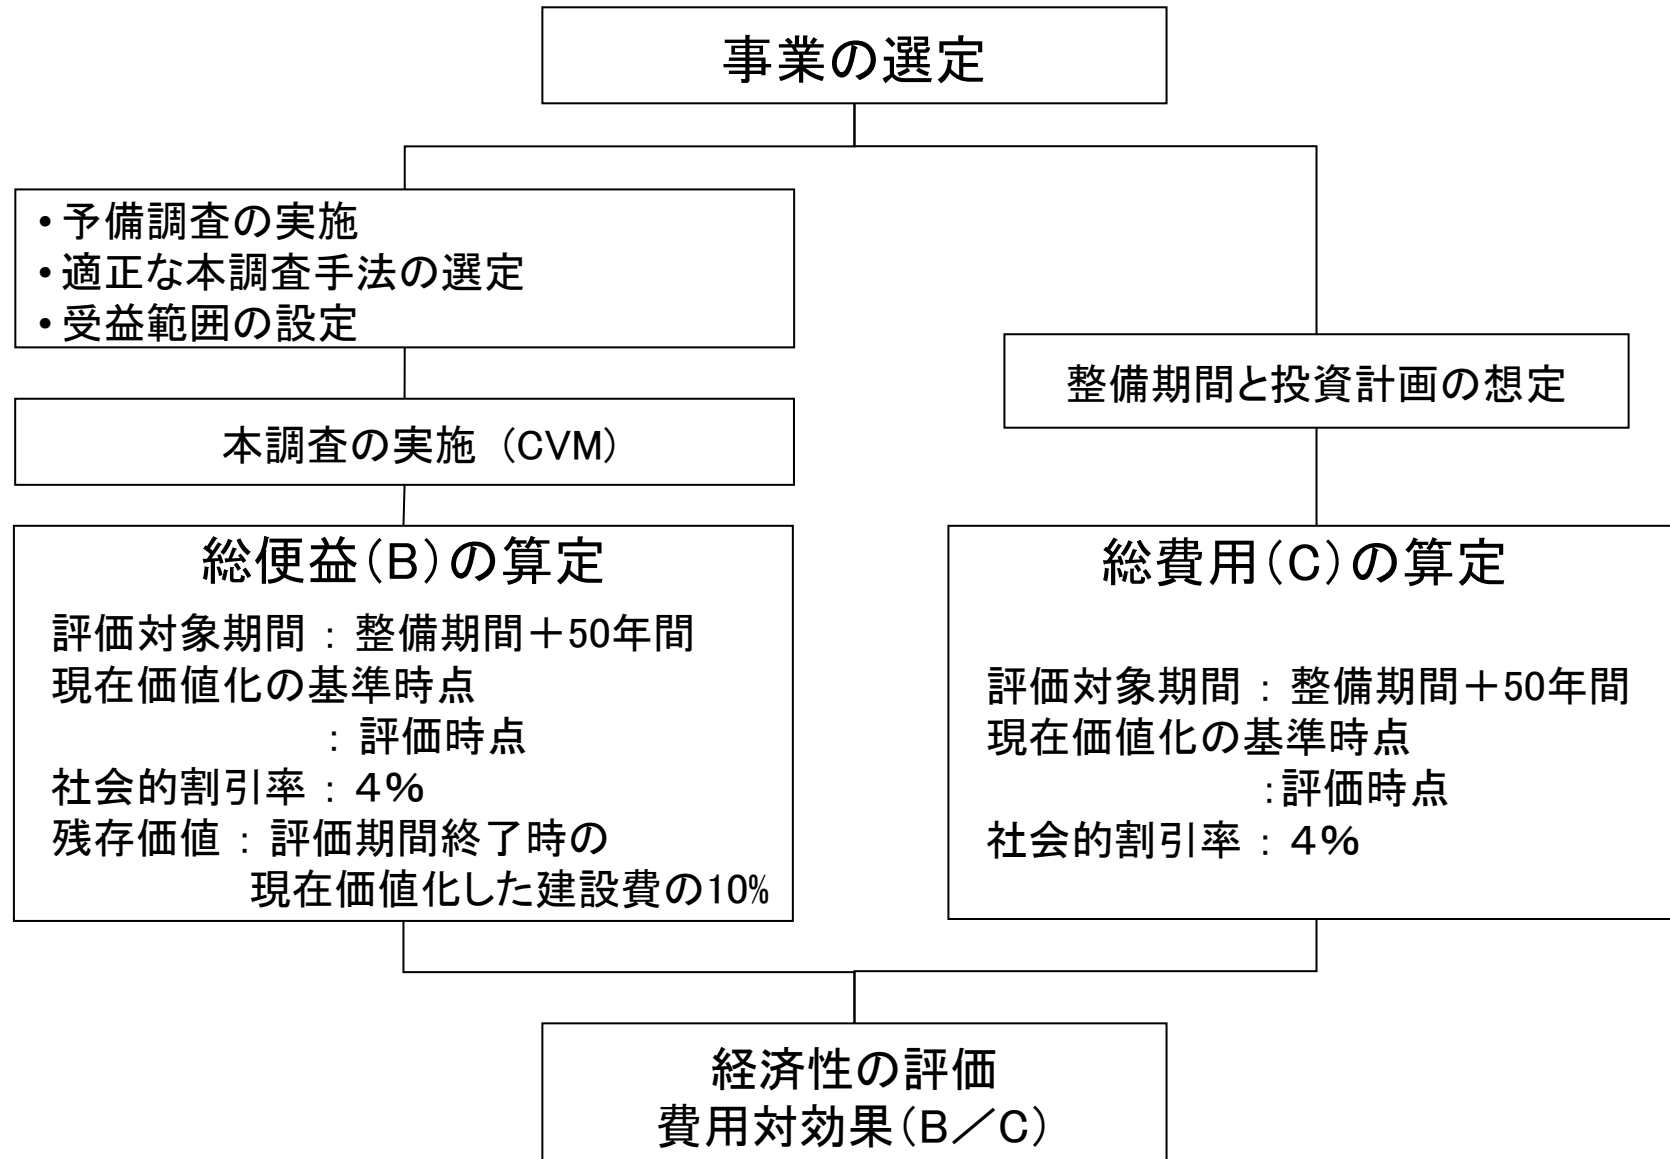 事業の選定
•予備調査の実施
•適正な本調査手法の選定
•受益範囲の設定
本調査の実施（CVM）
総便益（B）の算定
評価対象期間：整備期間＋50年間
現在価値化の基準時点
：評価時点
社会的割引率：４％
残存価値：評価期間終了時の
現在価値化した建設費の10%
整備期間と投資計画の想定
総費用（C）の算定
評価対象期間：整備期間＋50年間
現在価値化の基準時点
：評価時点
社会的割引率：４％
経済性の評価
費用対効果（B／C）